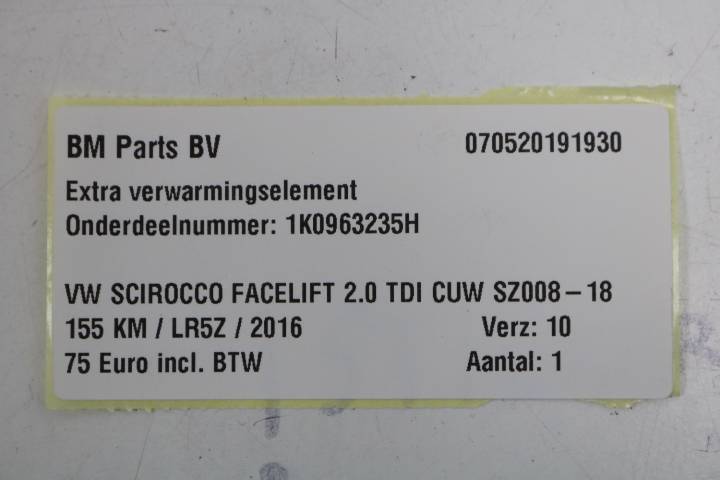 BM Parts BV 070520191930
Extra verwarmingselement
Onderdeelnummer: 1K0963235H
VW SCIROCCO FACELIFT 2.0 TDI CUW SZ008-18
155 KM / LR5Z / 2016 Verz: 10
75 Euro incl. BTW Aantal: 1